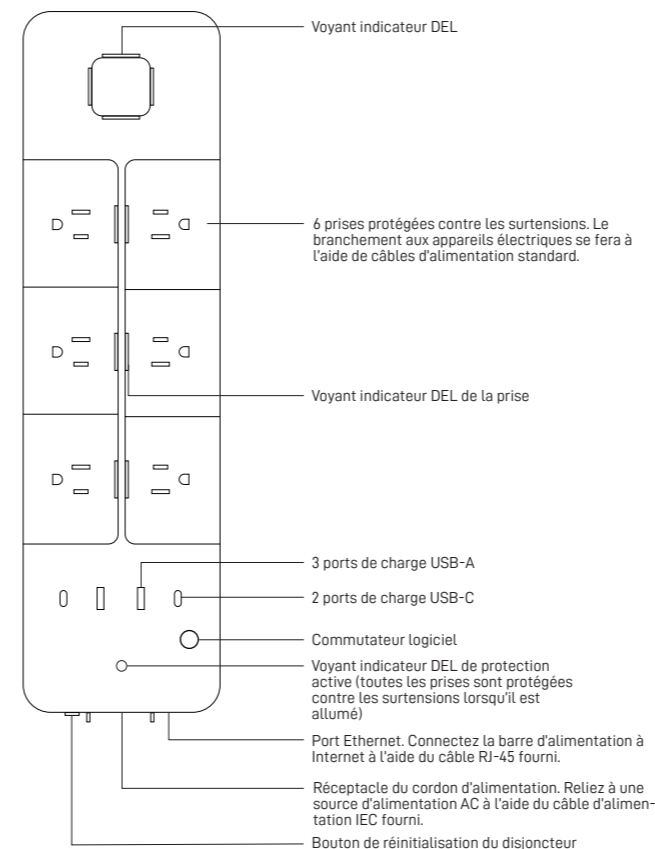 Voyant indicateur DEL
6 prises protégées contre les surtensions. Le
branchement aux appareils électriques se fera à
l'aide de câbles d'alimentation standard.
Voyant indicateur DEL de la prise
3 ports de charge USB-A
2 ports de charge USB-C
Commutateur logiciel
Voyant indicateur DEL de protection
active (toutes les prises sont protégées
contre les surtensions lorsqu'il est
allumé)
Port Ethernet. Connectez la barre d'alimentation à
Internet à l'aide du câble RJ-45 fourni.
Réceptacle du cordon d'alimentation. Reliez à une
source d'alimentation AC à l'aide du câble d'alimen-
tation IEC fourni.
Bouton de réinitialisation du disjoncteur